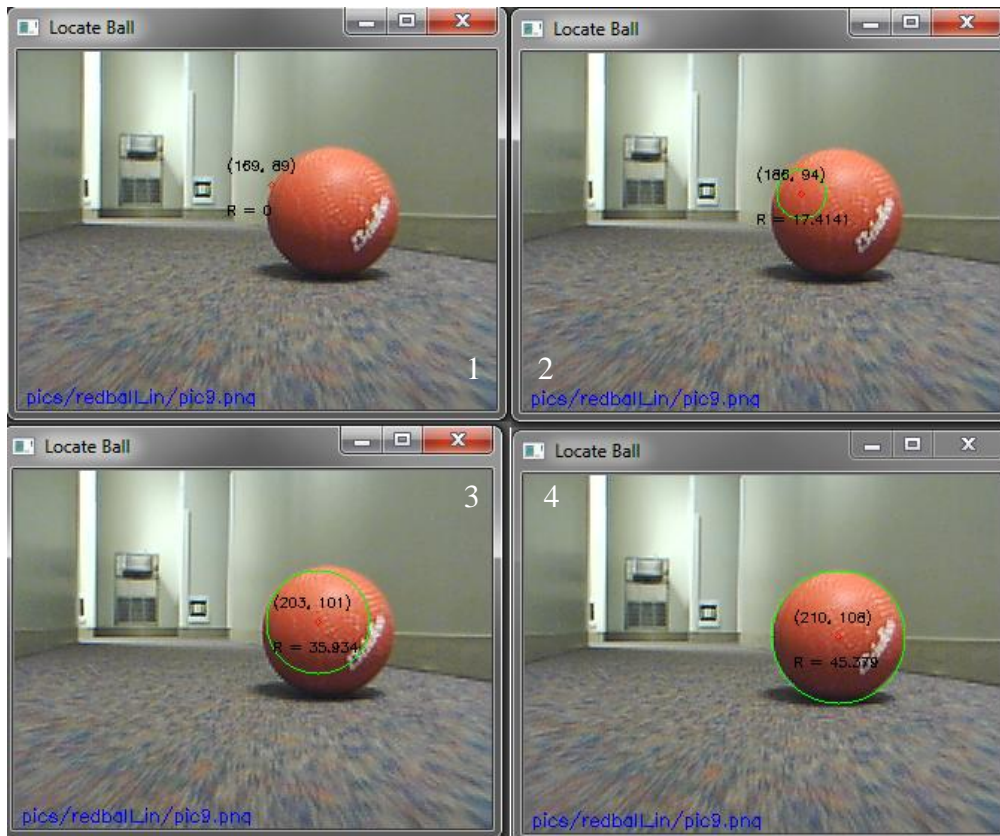 Locate Ball
(169, 89)
R = 0
1
pics/redball_in/pic9.png
Locate Ball
(186, 94)
R = 17.4141
2
pics/redball_in/pic9.png
Locate Ball
3
(203, 101)
R = 35.934
pics/redball_in/pic9.png
Locate Ball
4
(210, 108)
R = 45.379
pics/redball_in/pic9.png